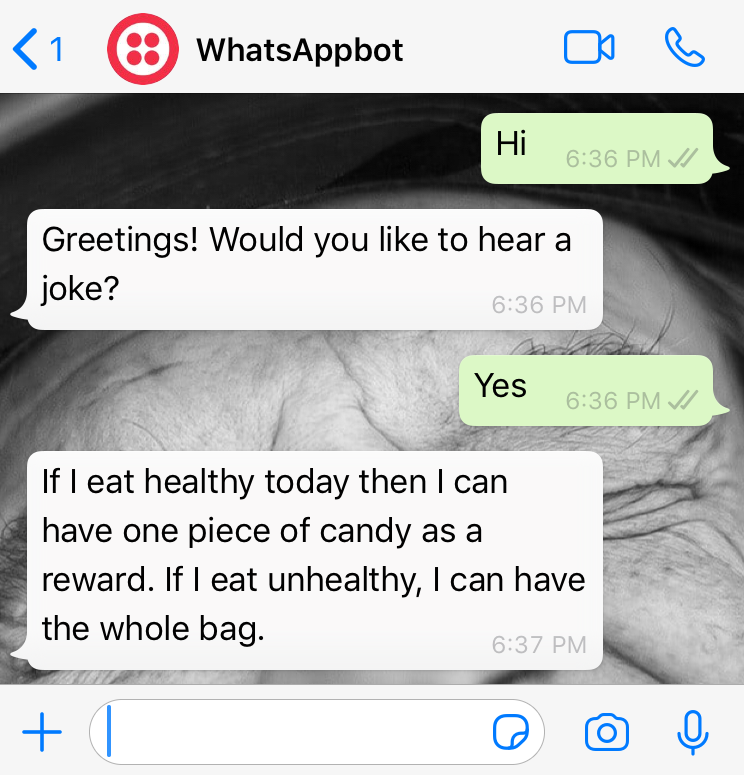 1
WhatsAppbot
Hi
6:36 PM
Greetings! Would you like to hear a
joke?
6:36 PM
Yes
6:36 PM
If I eat healthy today then I can
have one piece of candy as a
reward. If I eat unhealthy, I can have
the whole bag.
6:37 PM